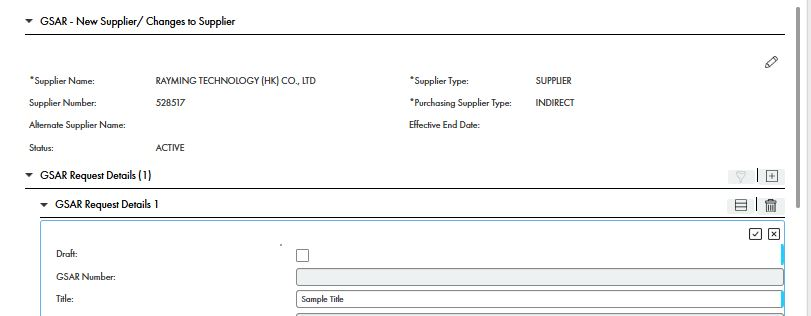 GSAR - New Supplier/ Changes to Supplier
*Supplier Name: RAYMING TECHNOLOGY (HK) CO., LTD *Supplier Type: SUPPLIER
Supplier Number: 528517 *Purchasing Supplier Type: INDIRECT
Alternate Supplier Name: Effective End Date:
Status: ACTIVE
GSAR Request Details (1)
GSAR Request Details 1
Draft:
GSAR Number:
Title: Sample Title